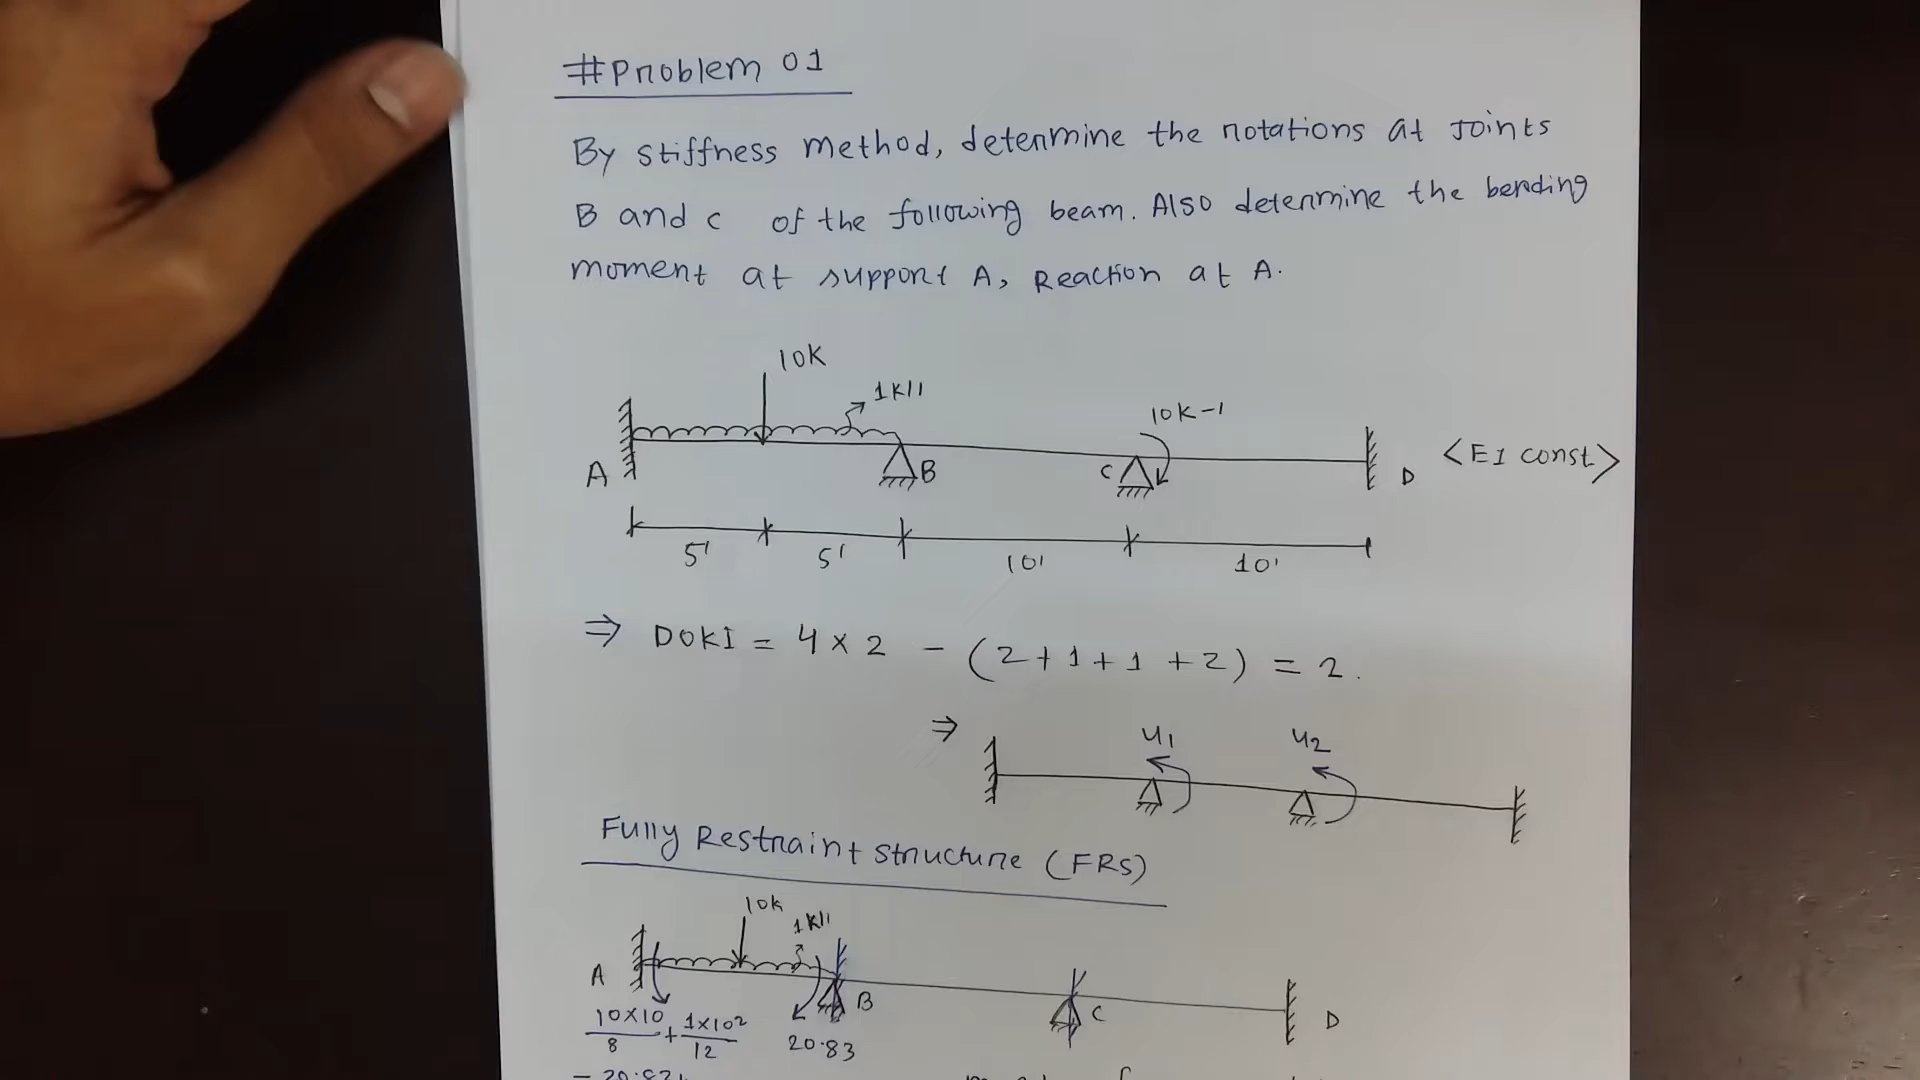 #Problem 01
By stiffness method, determine the rotations at Joints
B and C of the following beam. Also determine the bending
moment at support A, Reaction at A.
10K
1K/'
10K-'
A
B
C
D
<EI const>
5'
5'
10'
10'
⇒ DOKI = 4 × 2 - (2+1+1+2) = 2.
⇒
u1
u2
Fully Restraint structure (FRS)
10K
1K/'
A
B
C
D
10×10/8 + 1×10²/12
20.83